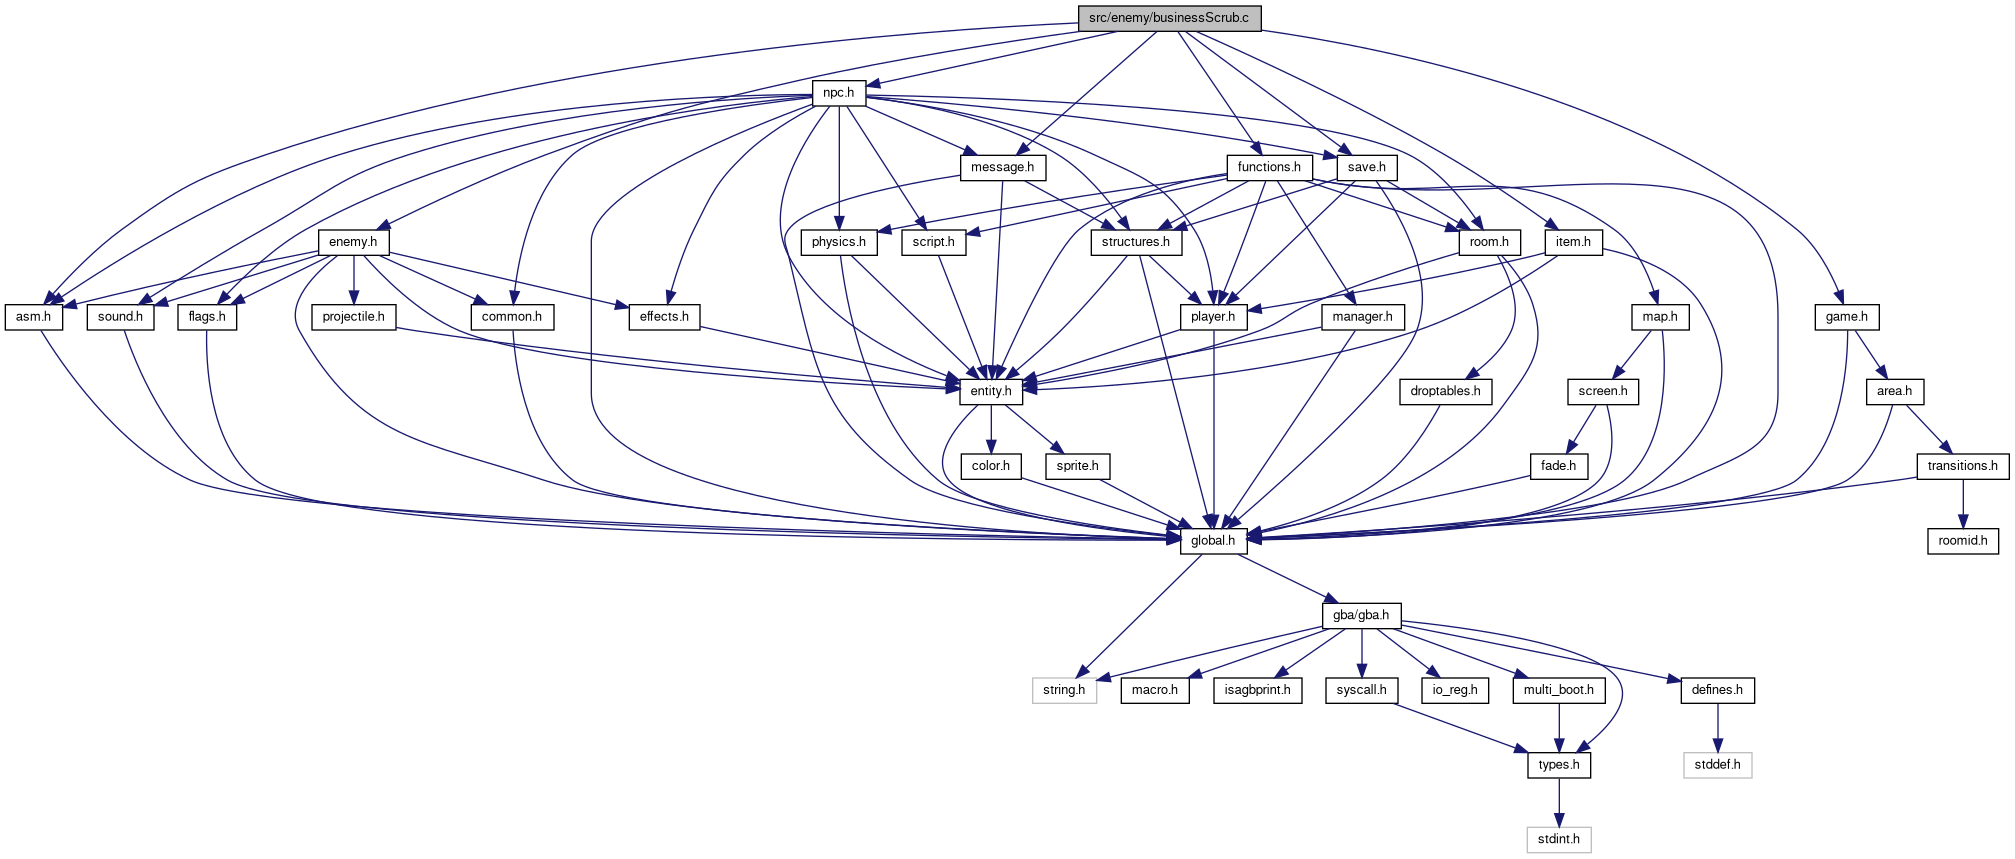 src/enemy/businessScrub.c
npc.h
message.h
functions.h
save.h
enemy.h
physics.h
script.h
structures.h
room.h
item.h
asm.h
sound.h
flags.h
projectile.h
common.h
effects.h
player.h
manager.h
map.h
game.h
entity.h
droptables.h
screen.h
area.h
color.h
sprite.h
fade.h
transitions.h
global.h
roomid.h
gba/gba.h
string.h
macro.h
isagbprint.h
syscall.h
io_reg.h
multi_boot.h
defines.h
types.h
stddef.h
stdint.h